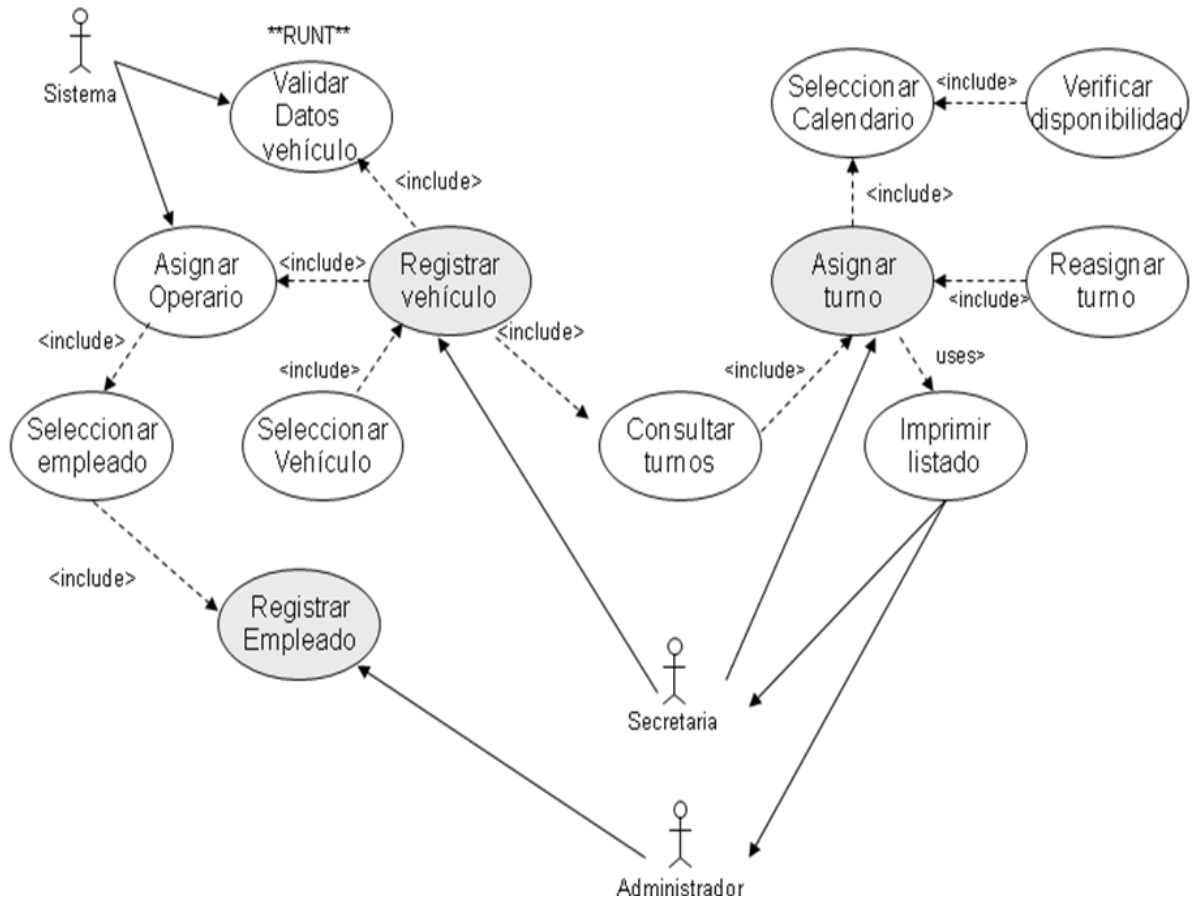 **RUNT**
Sistema
Validar
Datos
vehículo
Seleccionar
Calendario
<include>
Verificar
disponibilidad
<include>
<include>
Asignar
Operario
<include>
Registrar
vehículo
Asignar
turno
<include>
Reasignar
turno
<include>
<include>
<include>
<include>
uses>
Seleccionar
empleado
Seleccionar
Vehículo
Consultar
turnos
Imprimir
listado
<include>
Registrar
Empleado
Secretaria
Administrador